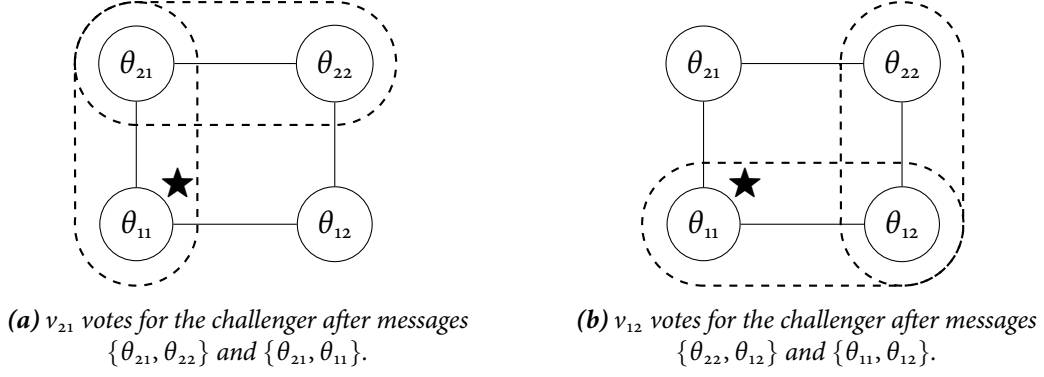 θ₂₁ θ₂₂ θ₂₁ θ₂₂
θ₁₁ θ₁₂ θ₁₁ θ₁₂
(a) v₂₁ votes for the challenger after messages
{θ₂₁, θ₂₂} and {θ₂₁, θ₁₁}.
(b) v₁₂ votes for the challenger after messages
{θ₂₂, θ₁₂} and {θ₁₁, θ₁₂}.